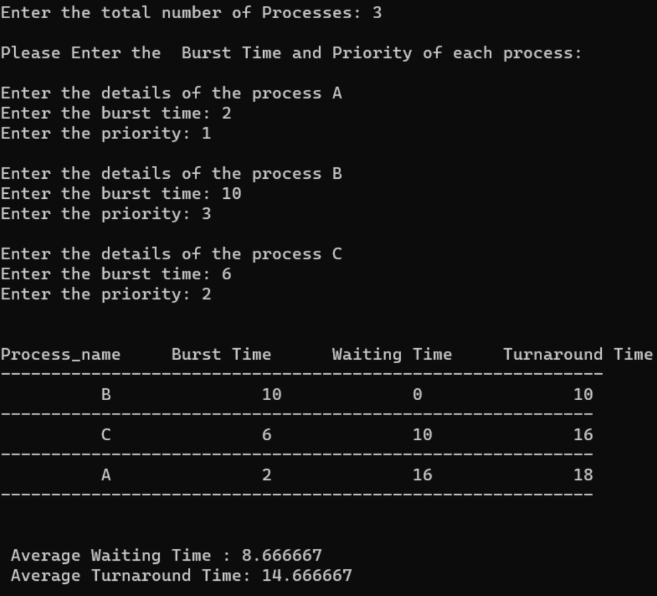 Enter the total number of Processes: 3
Please Enter the  Burst Time and Priority of each process:
Enter the details of the process A
Enter the burst time: 2
Enter the priority: 1
Enter the details of the process B
Enter the burst time: 10
Enter the priority: 3
Enter the details of the process C
Enter the burst time: 6
Enter the priority: 2
Process_name     Burst Time      Waiting Time     Turnaround Time
------------------------------------------------------------
          B               10             0               10
-----------------------------------------------------------
          C               6              10              16
-----------------------------------------------------------
          A               2              16              18
-----------------------------------------------------------
 Average Waiting Time : 8.666667
 Average Turnaround Time: 14.666667